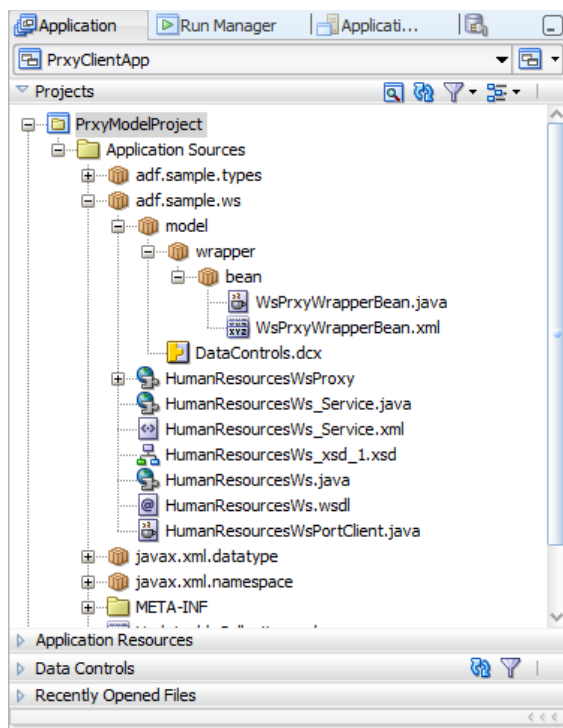 Application Run Manager Applicati...
PrxyClientApp
Projects
PrxyModelProject
Application Sources
adf.sample.types
adf.sample.ws
model
wrapper
bean
WsPrxyWrapperBean.java
WsPrxyWrapperBean.xml
DataControls.dcx
HumanResourcesWsProxy
HumanResourcesWs_Service.java
HumanResourcesWs_Service.xml
HumanResourcesWs_xsd_1.xsd
HumanResourcesWs.java
HumanResourcesWs.wsdl
HumanResourcesWsPortClient.java
javax.xml.datatype
javax.xml.namespace
META-INF
Application Resources
Data Controls
Recently Opened Files